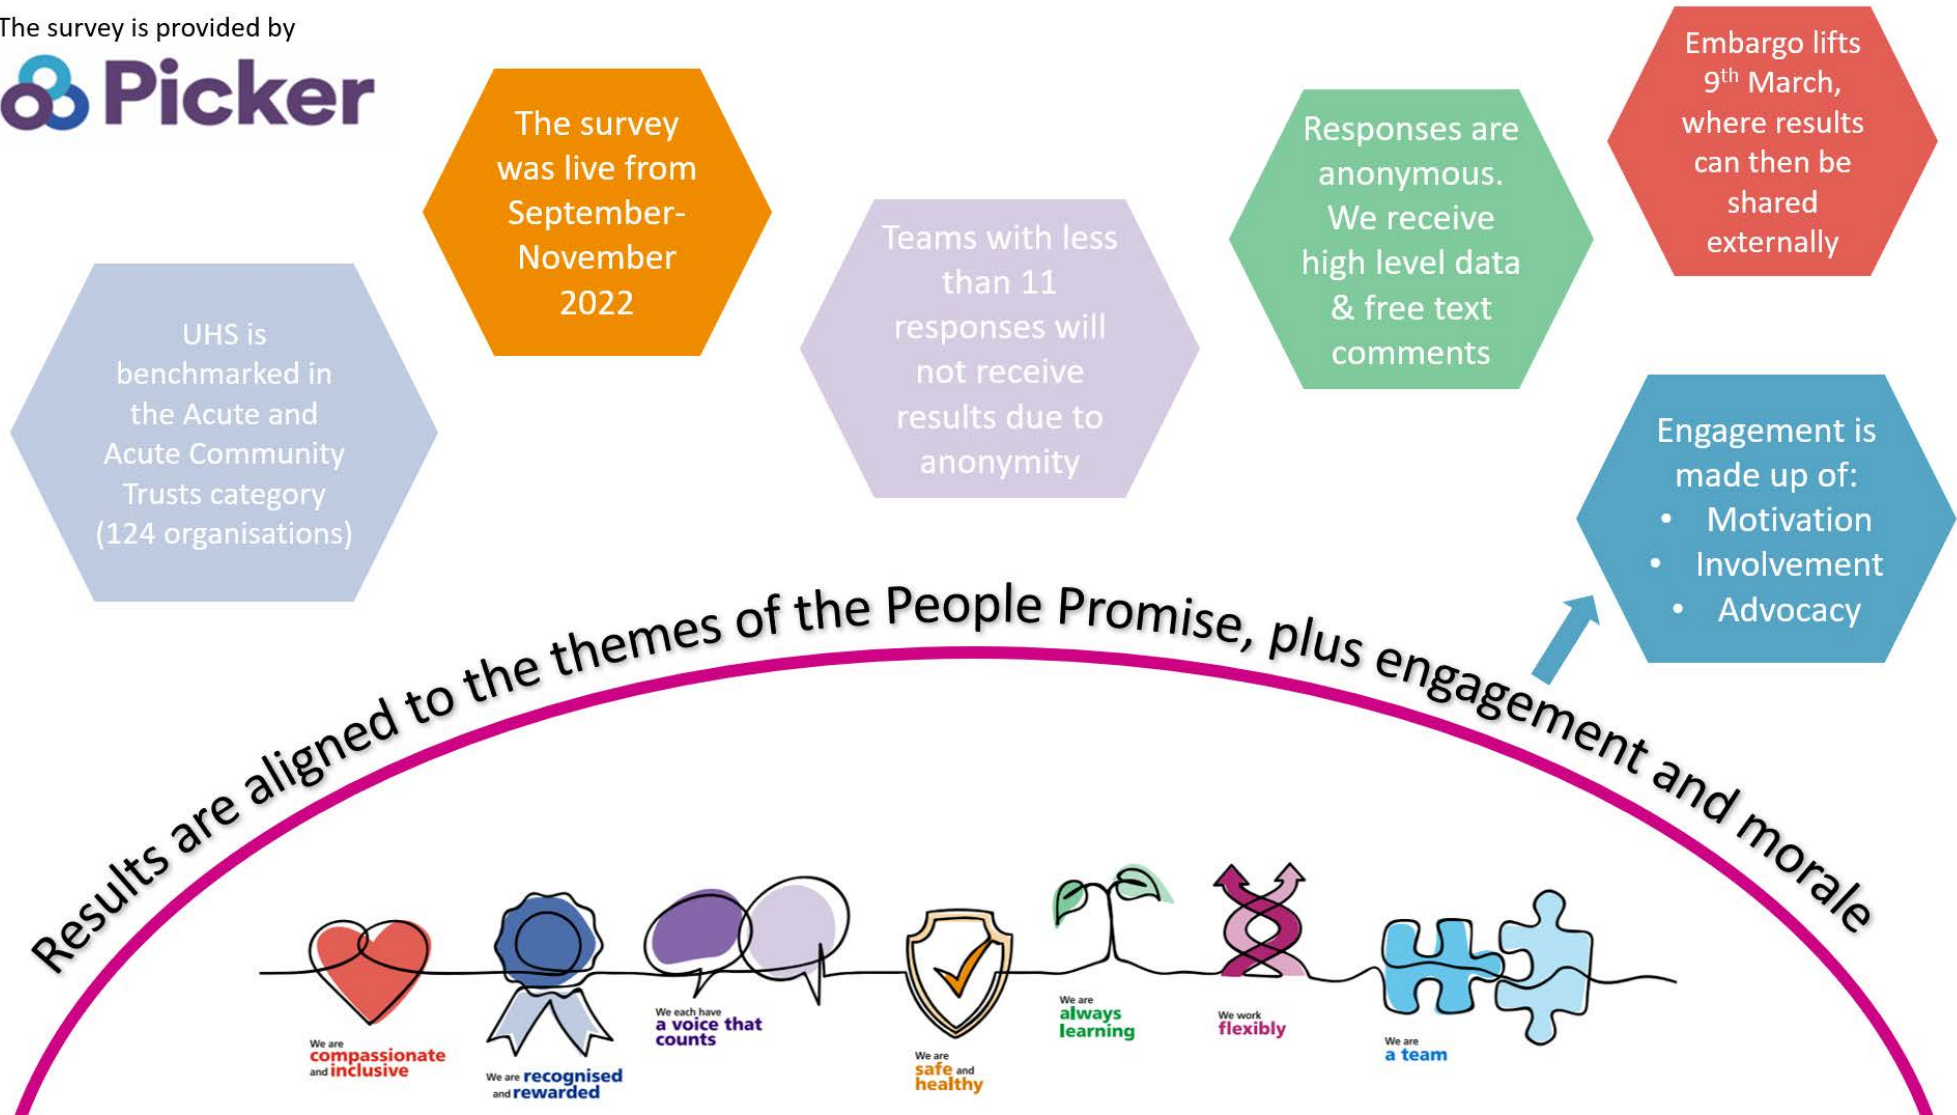 The survey is provided by
Picker
UHS is
benchmarked in
the Acute and
Acute Community
Trusts category
(124 organisations)
The survey
was live from
September-
November
2022
Teams with less
than 11
responses will
not receive
results due to
anonymity
Responses are
anonymous.
We receive
high level data
& free text
comments
Embargo lifts
9th March,
where results
can then be
shared
externally
Engagement is
made up of:
• Motivation
• Involvement
• Advocacy
Results are aligned to the themes of the People Promise, plus engagement and morale
We are
compassionate
and inclusive
We are recognised
and rewarded
We each have
a voice that
counts
We are
safe and
healthy
We are
always
learning
We work
flexibly
We are
a team